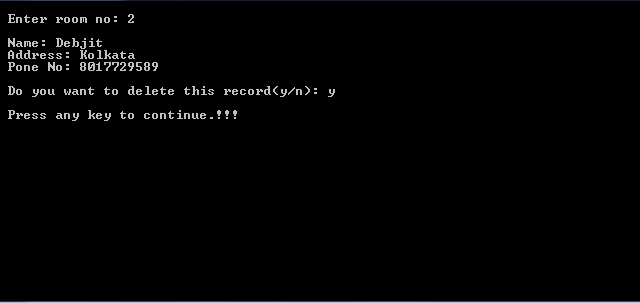 Enter room no: 2
Name: Debjit
Address: Kolkata
Pone No: 8017729589
Do you want to delete this record(y/n): y
Press any key to continue.!!!